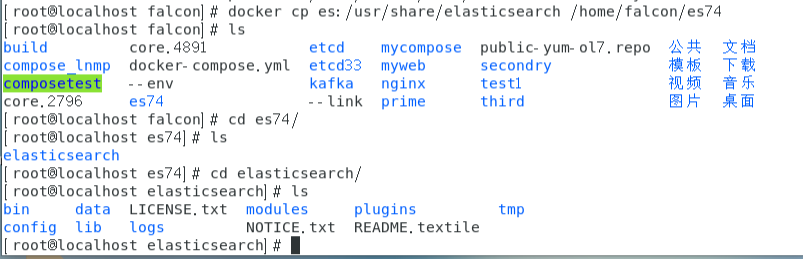 [root@localhost falcon]# docker cp es:/usr/share/elasticsearch /home/falcon/es74
[root@localhost falcon]# ls
build core.4891 etcd mycompose public-yum-ol7.repo 公共 文档
compose_lnmp docker-compose.yml etcd33 myweb secondry 模板 下载
composetest --env kafka nginx test1 视频 音乐
core.2796 es74 --link prime third 图片 桌面
[root@localhost falcon]# cd es74/
[root@localhost es74]# ls
elasticsearch
[root@localhost es74]# cd elasticsearch/
[root@localhost elasticsearch]# ls
bin data LICENSE.txt modules plugins tmp
config lib logs NOTICE.txt README.textile
[root@localhost elasticsearch]#